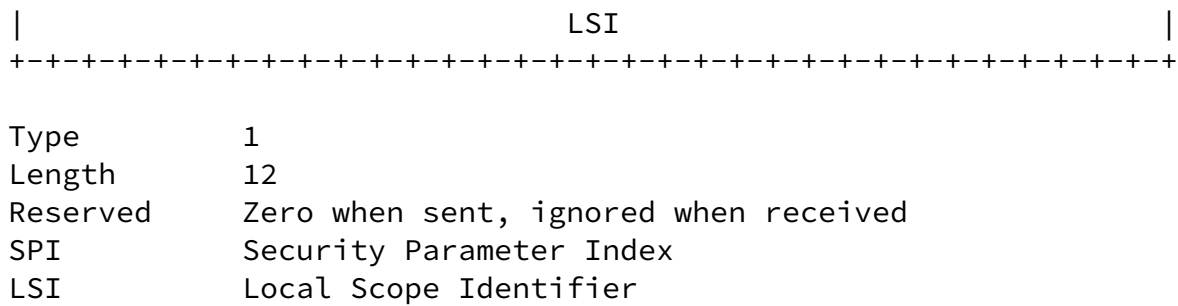 |                              LSI                              |
+-+-+-+-+-+-+-+-+-+-+-+-+-+-+-+-+-+-+-+-+-+-+-+-+-+-+-+-+-+-+-+-+
Type         1
Length       12
Reserved     Zero when sent, ignored when received
SPI          Security Parameter Index
LSI          Local Scope Identifier